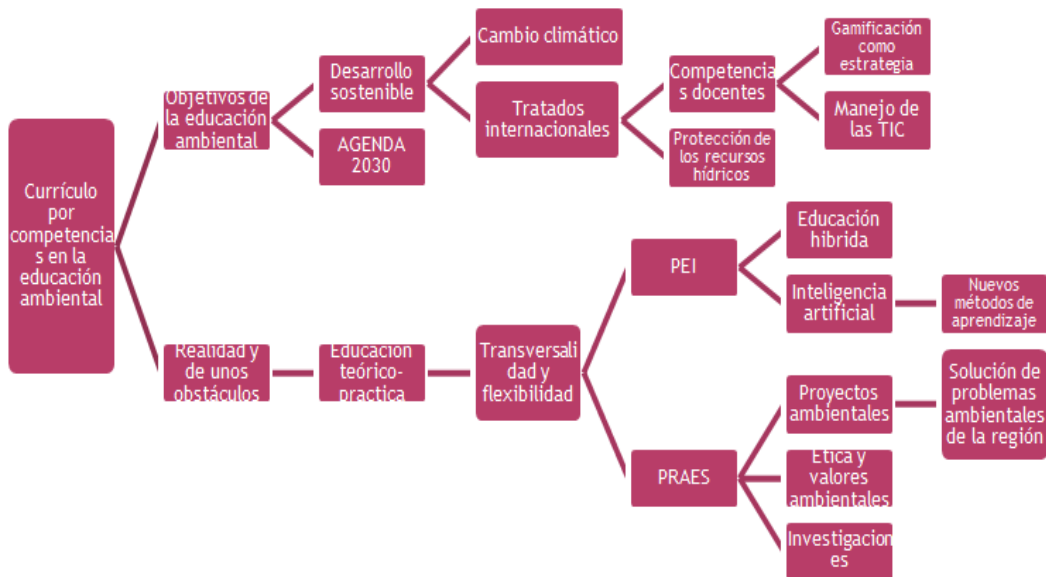 Currículo
por
competencia
s en la
educación
ambiental
Objetivos de
la educación
ambiental
Desarrollo
sostenible
AGENDA
2030
Cambio climático
Tratados
internacionales
Competencia
s docentes
Protección de
los recursos
hídricos
Gamificación
como
estrategia
Manejo de
las TIC
Realidad y
de unos
obstáculos
Educación
teórico-
practica
Transversali
dad y
flexibilidad
PEI
Educación
hibrida
Inteligencia
artificial
Nuevos
métodos de
aprendizaje
PRAES
Proyectos
ambientales
Solución de
problemas
ambientales
de la región
Ética y
valores
ambientales
Investigacion
es